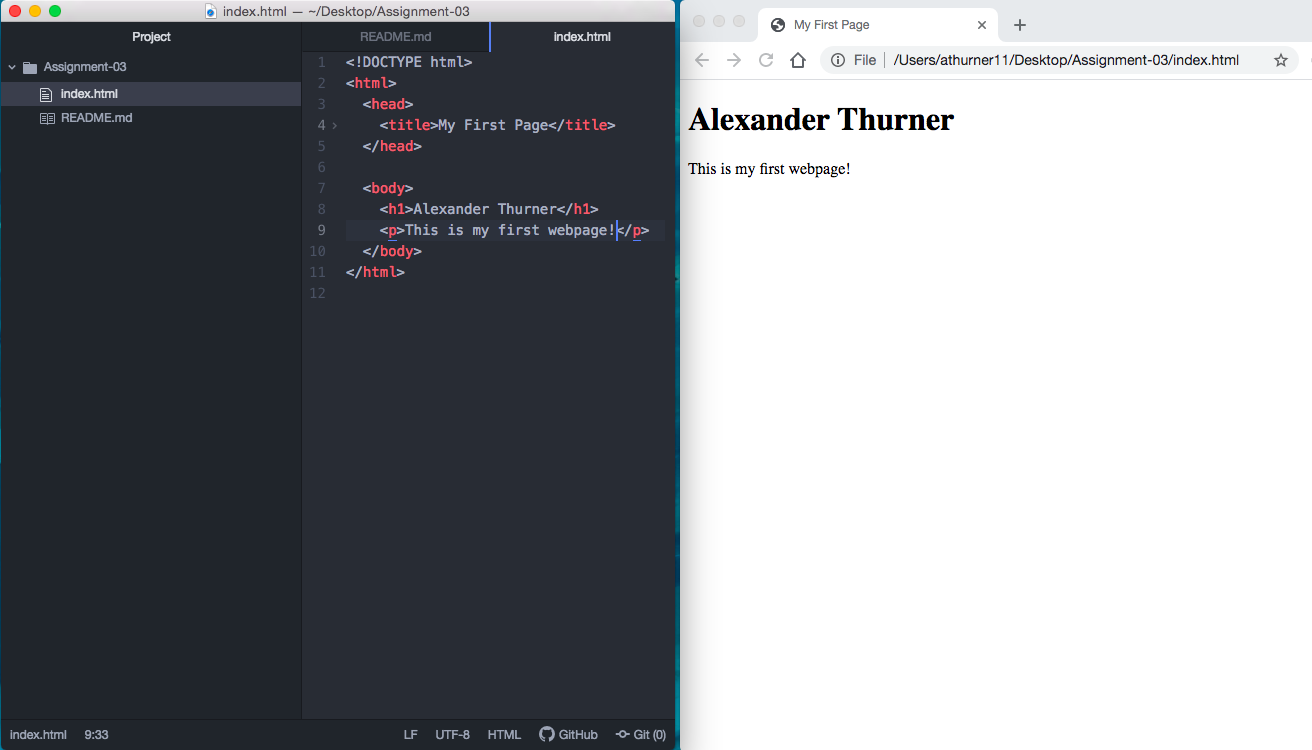 index.html — ~/Desktop/Assignment-03
Project
Assignment-03
index.html
README.md
README.md
index.html
1 <!DOCTYPE html>
2 <html>
3 <head>
4 <title>My First Page</title>
5 </head>
6
7 <body>
8 <h1>Alexander Thurner</h1>
9 <p>This is my first webpage!</p>
10 </body>
11 </html>
12
index.html 9:33 LF UTF-8 HTML GitHub Git (0)
My First Page
File /Users/athurner11/Desktop/Assignment-03/index.html
Alexander Thurner
This is my first webpage!